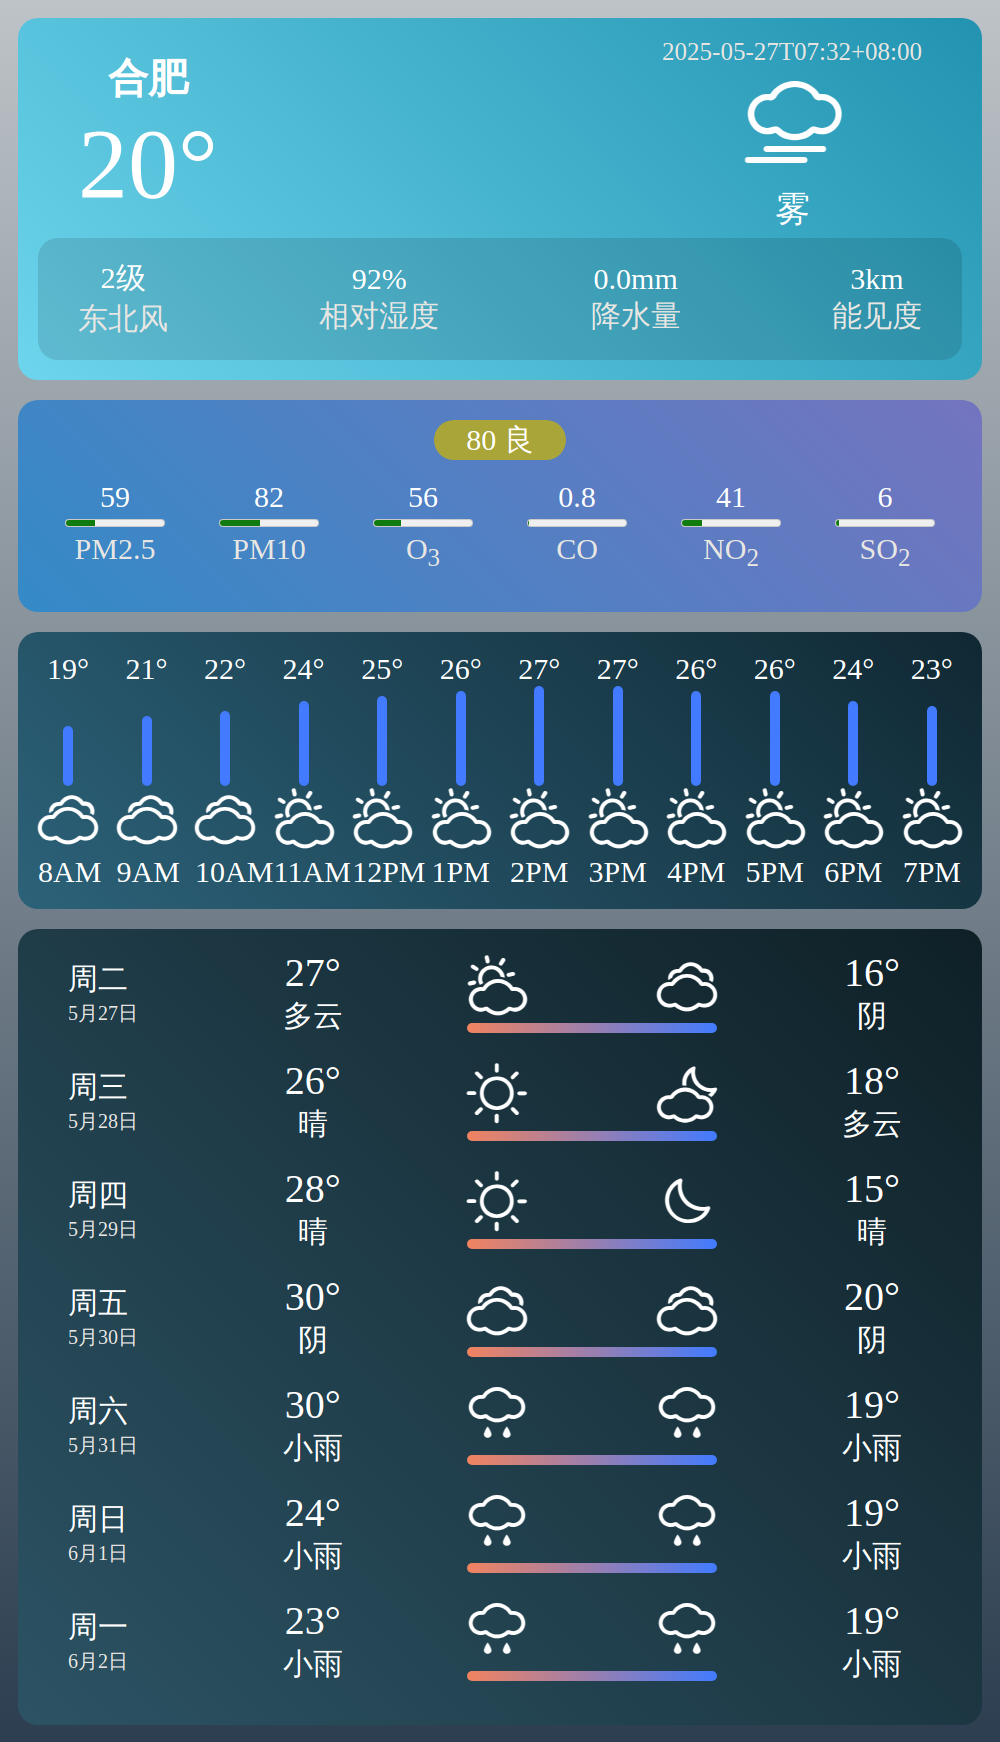 合肥
20°
2025-05-27T07:32+08:00
雾
2级 92% 0.0mm 3km
东北风 相对湿度 降水量 能见度
80 良
59 82 56 0.8 41 6
PM2.5 PM10 O3 CO NO2 SO2
19° 21° 22° 24° 25° 26° 27° 27° 26° 26° 24° 23°
8AM 9AM 10AM 11AM 12PM 1PM 2PM 3PM 4PM 5PM 6PM 7PM
周二 27° 16°
5月27日 多云 阴
周三 26° 18°
5月28日 晴 多云
周四 28° 15°
5月29日 晴 晴
周五 30° 20°
5月30日 阴 阴
周六 30° 19°
5月31日 小雨 小雨
周日 24° 19°
6月1日 小雨 小雨
周一 23° 19°
6月2日 小雨 小雨